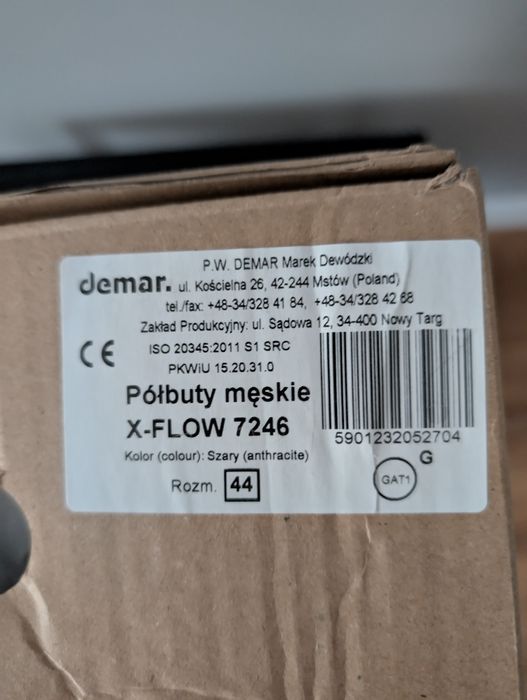 P.W. DEMAR Marek Dewódzki
demar. ul. Kościelna 26, 42-244 Mstów (Poland)
tel./fax: +48-34/328 41 84, +48-34/328 42 68
Zakład Produkcyjny: ul. Sądowa 12, 34-400 Nowy Targ
CE ISO 20345:2011 S1 SRC
PKWiU 15.20.31.0
Półbuty męskie
X-FLOW 7246
5901232052704
Kolor (colour): Szary (anthracite)
G
Rozm. 44
GAT1